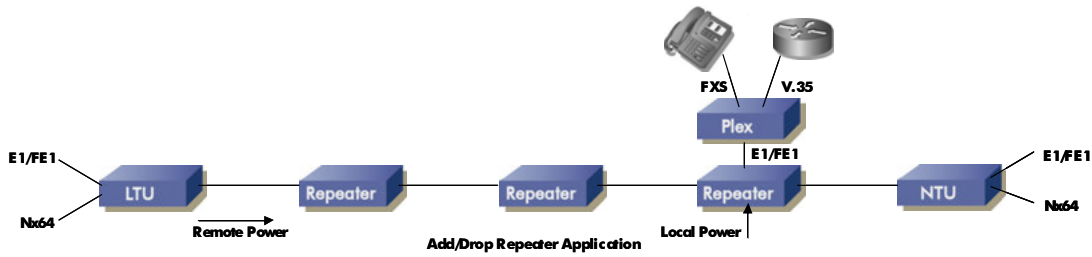 FXS
V.35
Plex
E1/FE1
E1/FE1
Nx64
LTU
Remote Power
Repeater
Repeater
Repeater
Local Power
NTU
E1/FE1
Nx64
Add/Drop Repeater Application